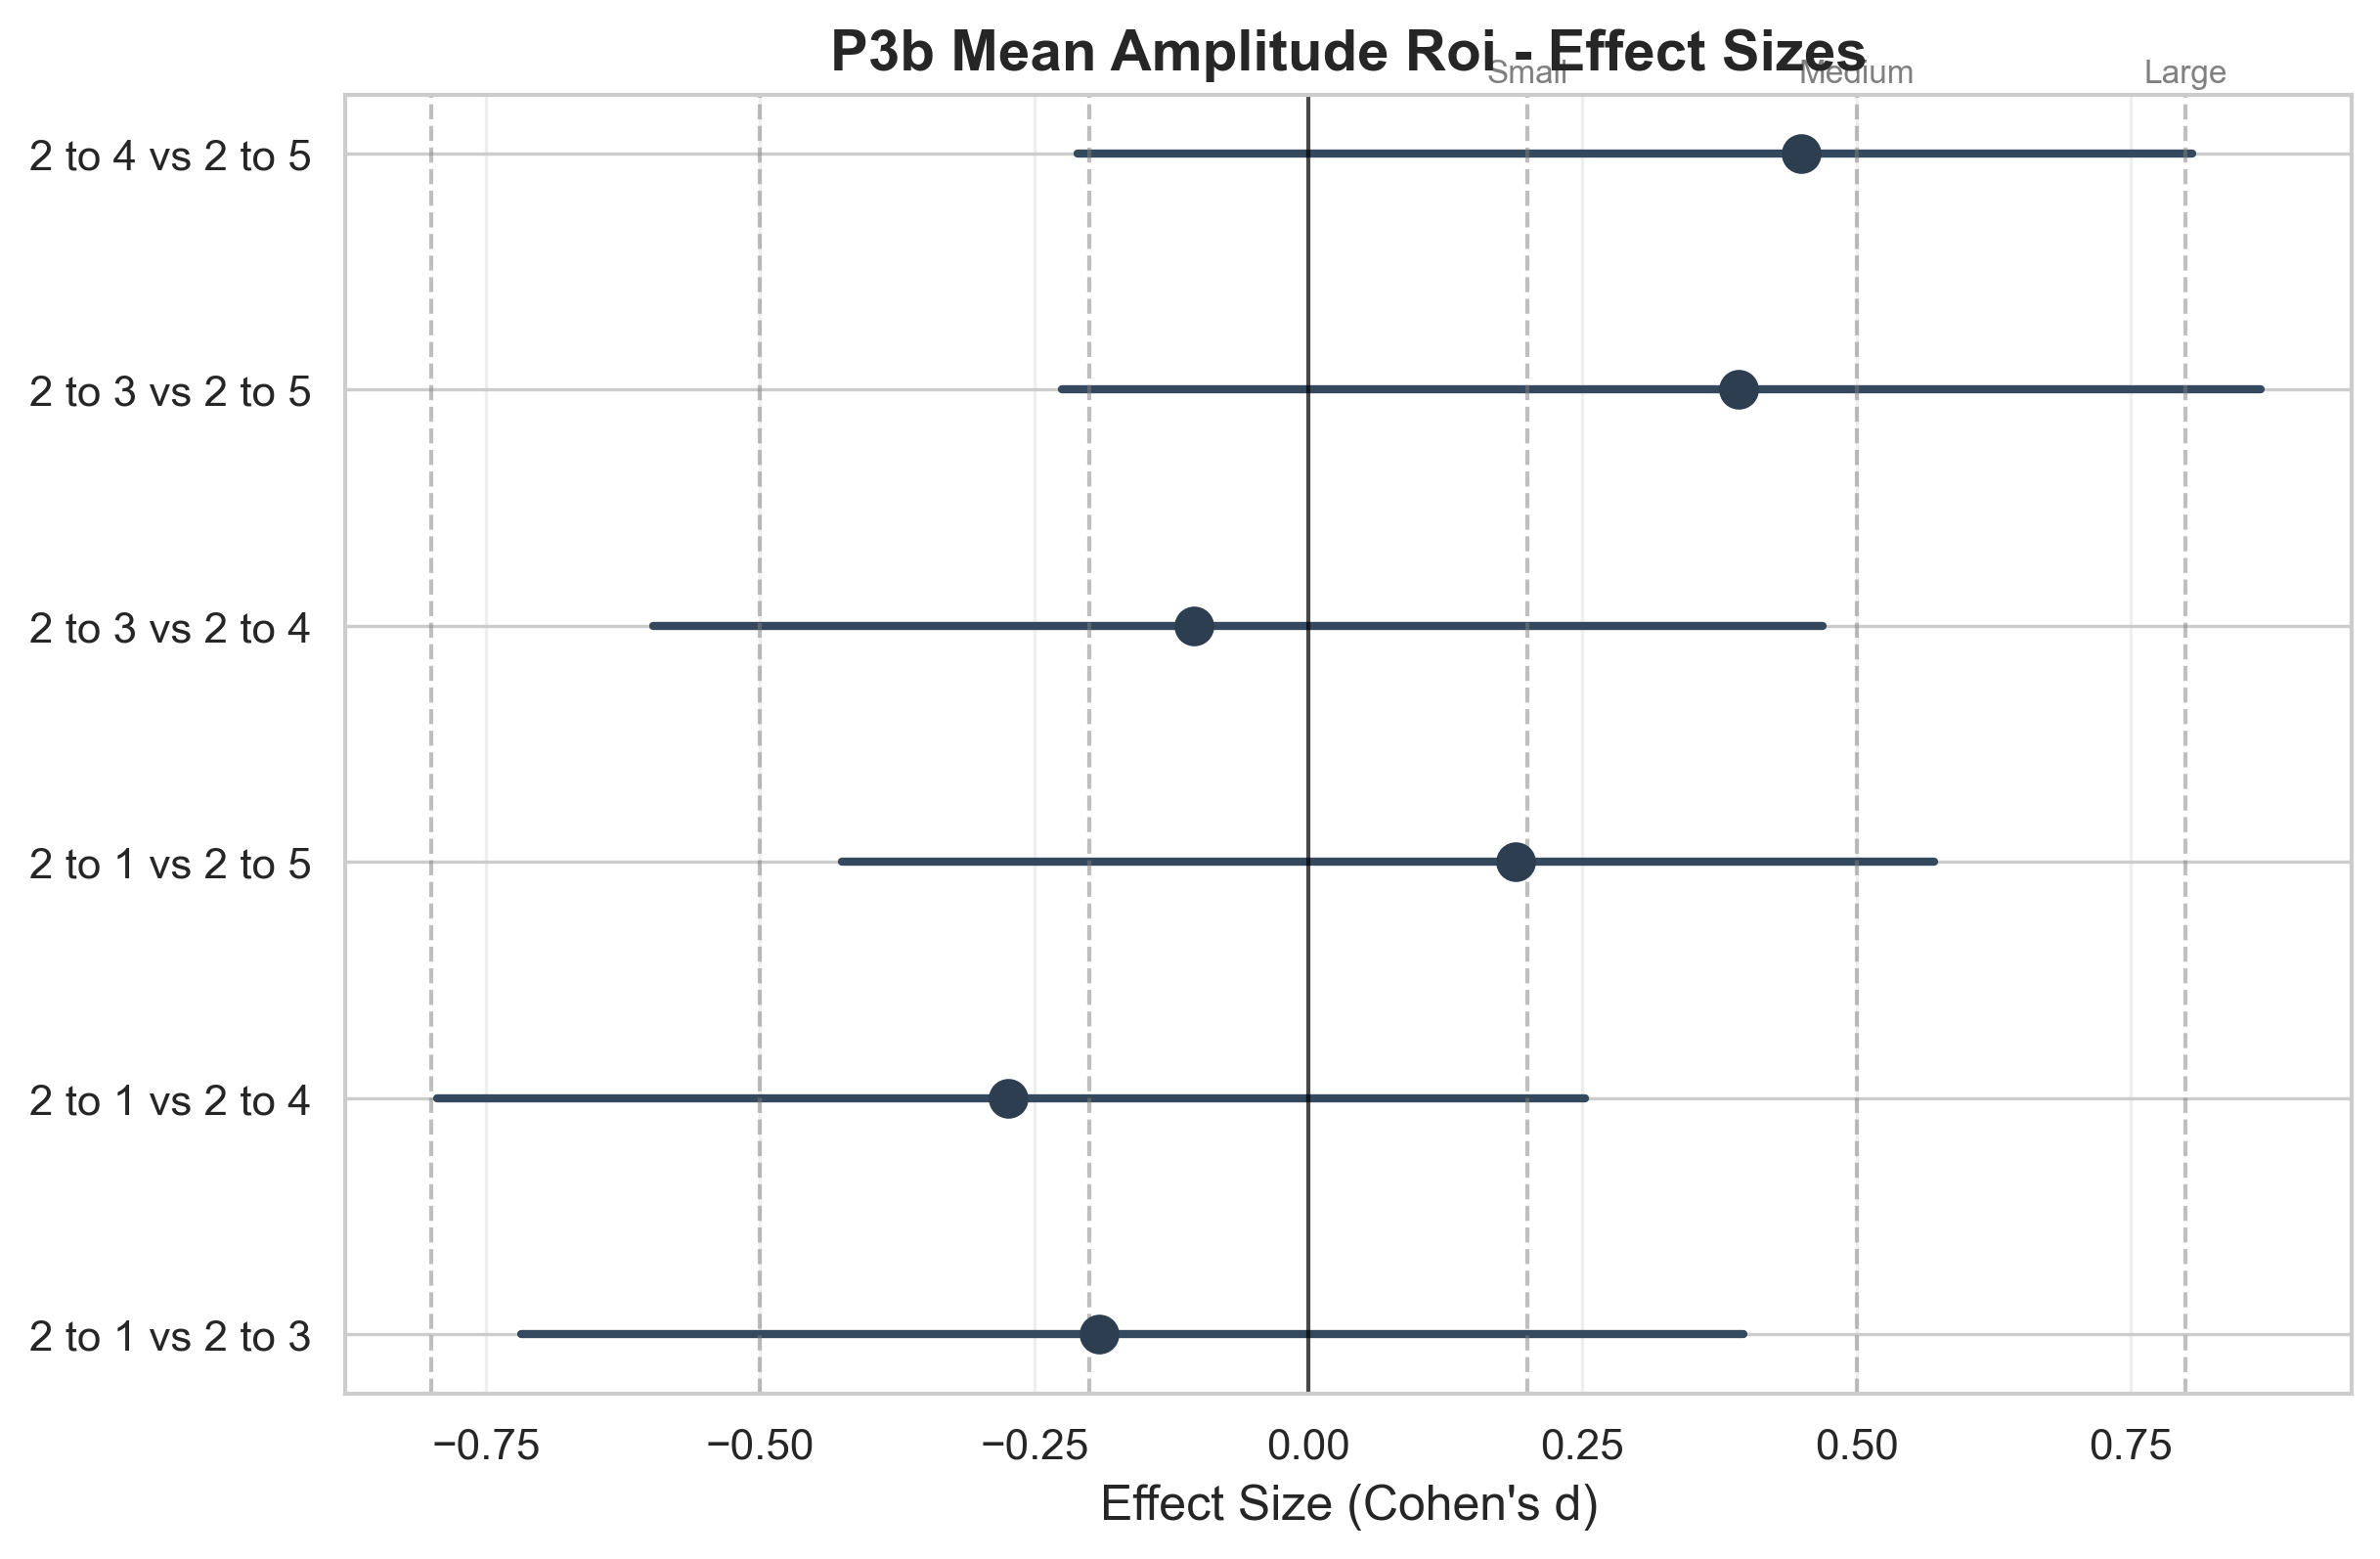 P3b Mean Amplitude Roi - Effect Sizes
Small Medium Large
2 to 4 vs 2 to 5
2 to 3 vs 2 to 5
2 to 3 vs 2 to 4
2 to 1 vs 2 to 5
2 to 1 vs 2 to 4
2 to 1 vs 2 to 3
−0.75 −0.50 −0.25 0.00 0.25 0.50 0.75
Effect Size (Cohen's d)